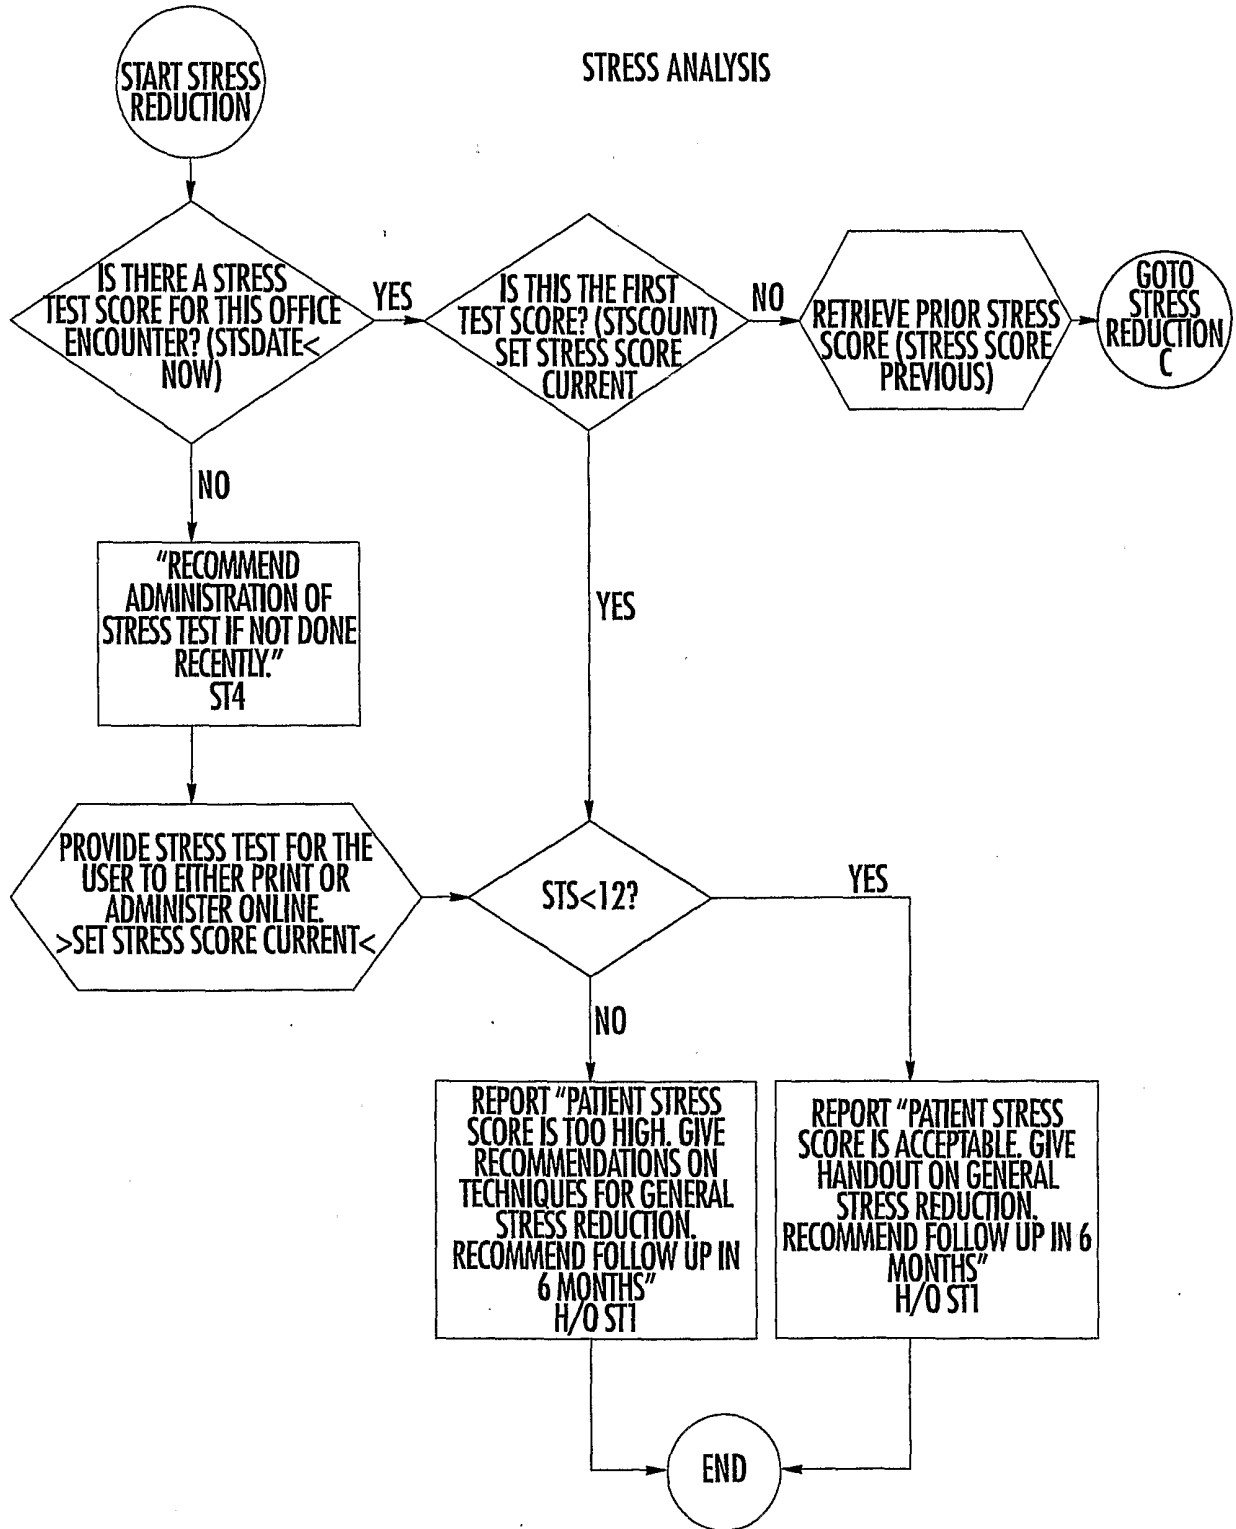 STRESS ANALYSIS
START STRESS
REDUCTION
IS THERE A STRESS
TEST SCORE FOR THIS OFFICE
ENCOUNTER? (STSDATE<
NOW)
YES
IS THIS THE FIRST
TEST SCORE? (STSCOUNT)
SET STRESS SCORE
CURRENT
NO
RETRIEVE PRIOR STRESS
SCORE (STRESS SCORE
PREVIOUS)
GOTO
STRESS
REDUCTION
C
NO
"RECOMMEND
ADMINISTRATION OF
STRESS TEST IF NOT DONE
RECENTLY."
ST4
YES
PROVIDE STRESS TEST FOR THE
USER TO EITHER PRINT OR
ADMINISTER ONLINE.
>SET STRESS SCORE CURRENT<
STS<12?
YES
NO
REPORT "PATIENT STRESS
SCORE IS TOO HIGH. GIVE
RECOMMENDATIONS ON
TECHNIQUES FOR GENERAL
STRESS REDUCTION.
RECOMMEND FOLLOW UP IN
6 MONTHS"
H/O ST1
REPORT "PATIENT STRESS
SCORE IS ACCEPTABLE. GIVE
HANDOUT ON GENERAL
STRESS REDUCTION.
RECOMMEND FOLLOW UP IN 6
MONTHS"
H/O ST1
END